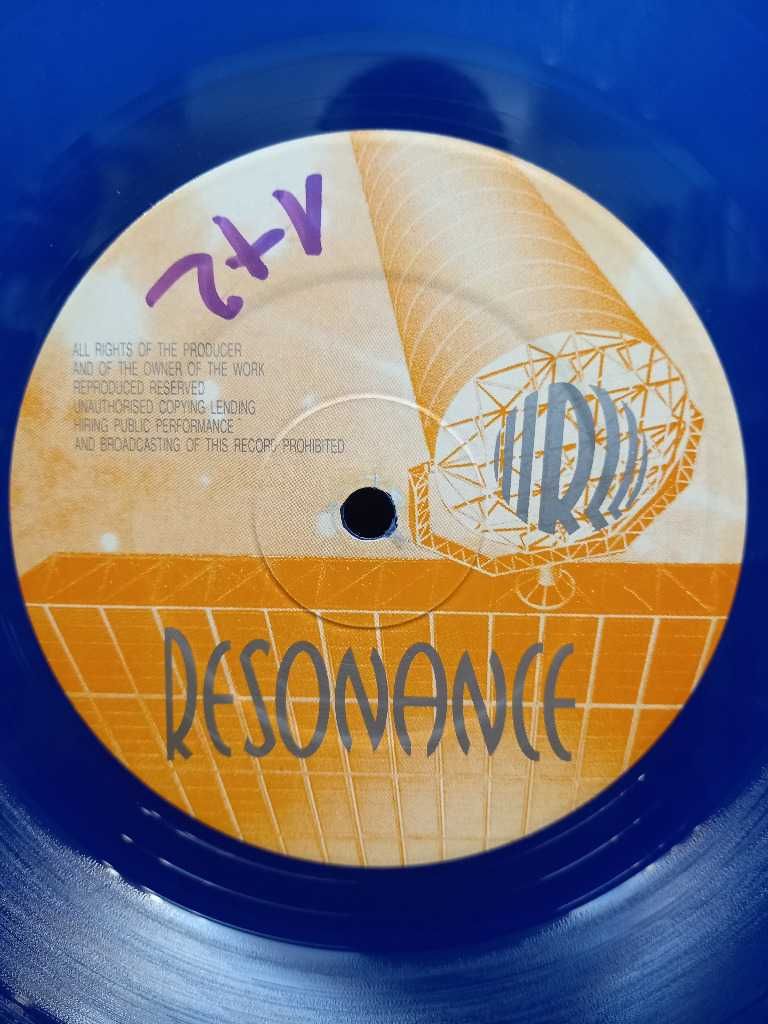 ALL RIGHTS OF THE PRODUCER
AND OF THE OWNER OF THE WORK
REPRODUCED RESERVED
UNAUTHORISED COPYING LENDING
HIRING PUBLIC PERFORMANCE
AND BROADCASTING OF THIS RECORD PROHIBITED
R
RESONANCE